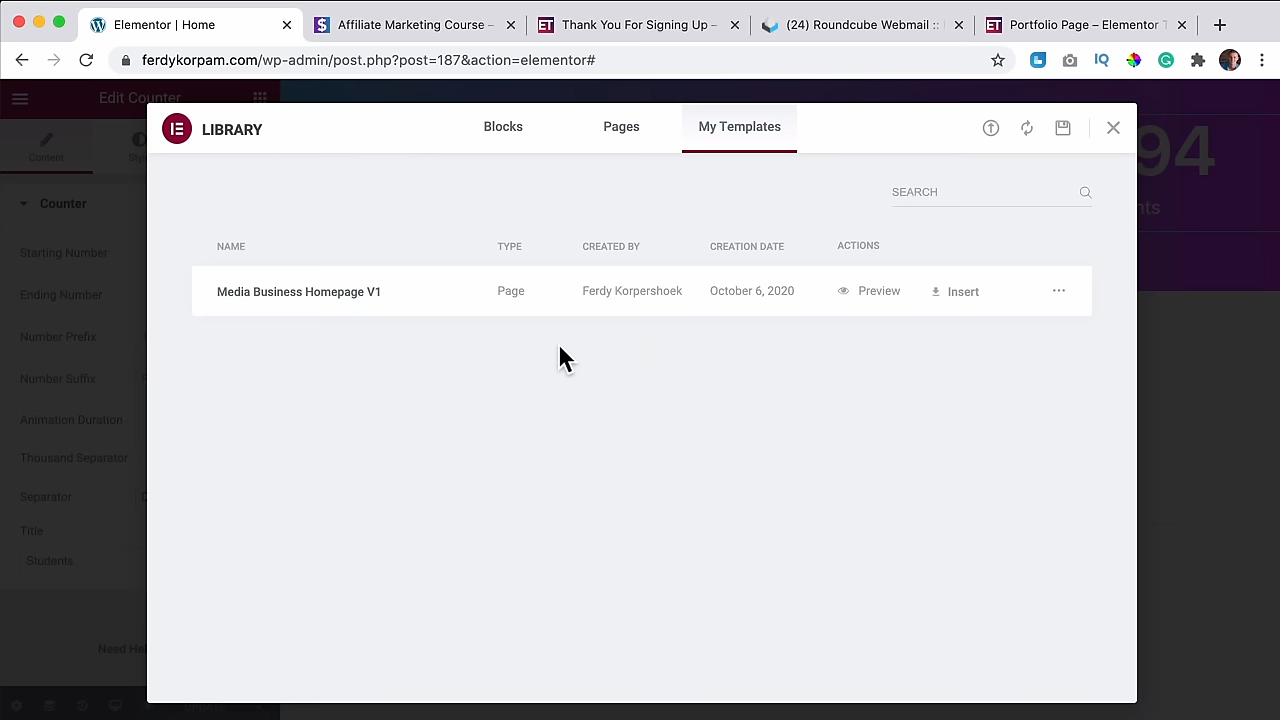 Elementor | Home
Affiliate Marketing Course –
Thank You For Signing Up –
(24) Roundcube Webmail ::
Portfolio Page – Elementor T
ferdykorpam.com/wp-admin/post.php?post=187&action=elementor#
Edit Counter
LIBRARY
Blocks
Pages
My Templates
94
Content
Counter
SEARCH
nts
Starting Number
NAME
TYPE
CREATED BY
CREATION DATE
ACTIONS
Ending Number
Media Business Homepage V1
Page
Ferdy Korpershoek
October 6, 2020
Preview
Insert
Number Prefix
Number Suffix
Animation Duration
Thousand Separator
Separator
Title
Students
Need Hel
UPDATE